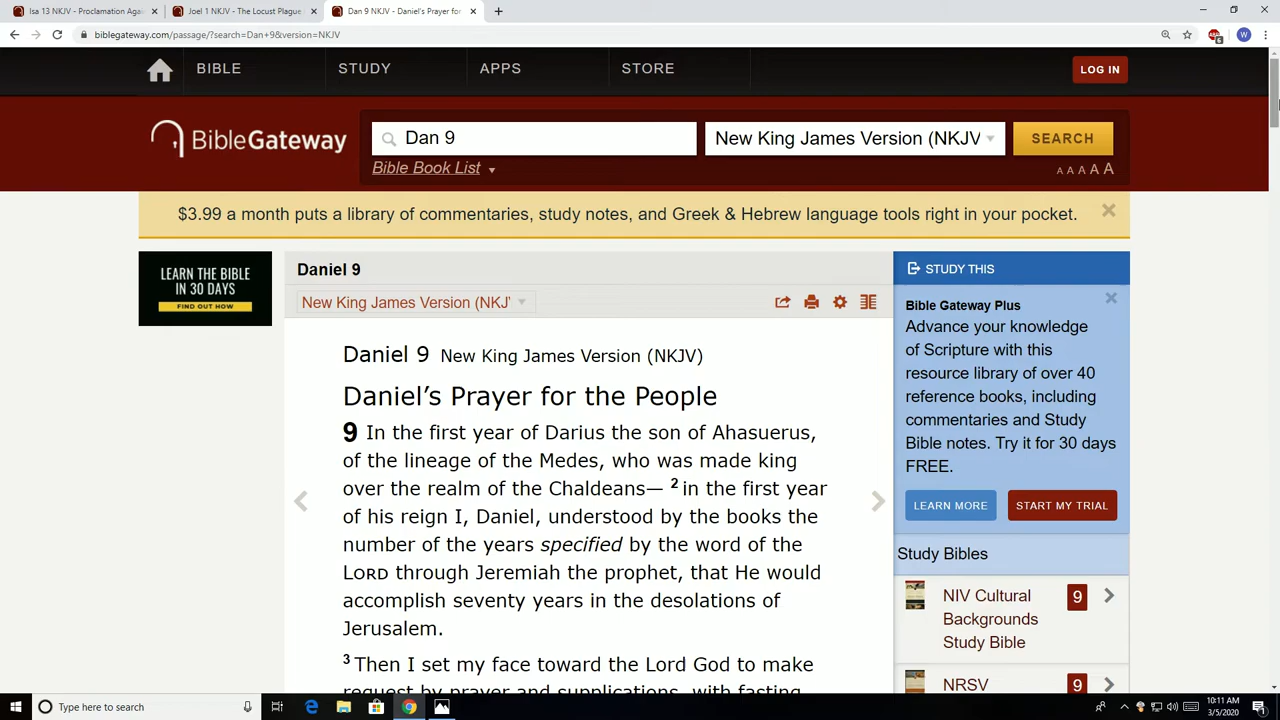 Isa 13 NKJV - Proclamation Aga
Joel 1 NKJV - The Locust Plague
Dan 9 NKJV - Daniel's Prayer for
biblegateway.com/passage/?search=Dan+9&version=NKJV
W
BIBLE
STUDY
APPS
STORE
LOG IN
BibleGateway
Dan 9
New King James Version (NKJV
SEARCH
Bible Book List
A A A A A
$3.99 a month puts a library of commentaries, study notes, and Greek & Hebrew language tools right in your pocket.
LEARN THE BIBLE
IN 30 DAYS
FIND OUT HOW
Daniel 9
New King James Version (NKJ'
Daniel 9 New King James Version (NKJV)
Daniel’s Prayer for the People
9 In the first year of Darius the son of Ahasuerus,
of the lineage of the Medes, who was made king
over the realm of the Chaldeans— 2 in the first year
of his reign I, Daniel, understood by the books the
number of the years specified by the word of the
LORD through Jeremiah the prophet, that He would
accomplish seventy years in the desolations of
Jerusalem.
3 Then I set my face toward the Lord God to make
request by prayer and supplications, with fasting,
STUDY THIS
Bible Gateway Plus
Advance your knowledge
of Scripture with this
resource library of over 40
reference books, including
commentaries and Study
Bible notes. Try it for 30 days
FREE.
LEARN MORE
START MY TRIAL
Study Bibles
NIV Cultural
Backgrounds
Study Bible
9
NRSV
9
Type here to search
10:11 AM
3/5/2020